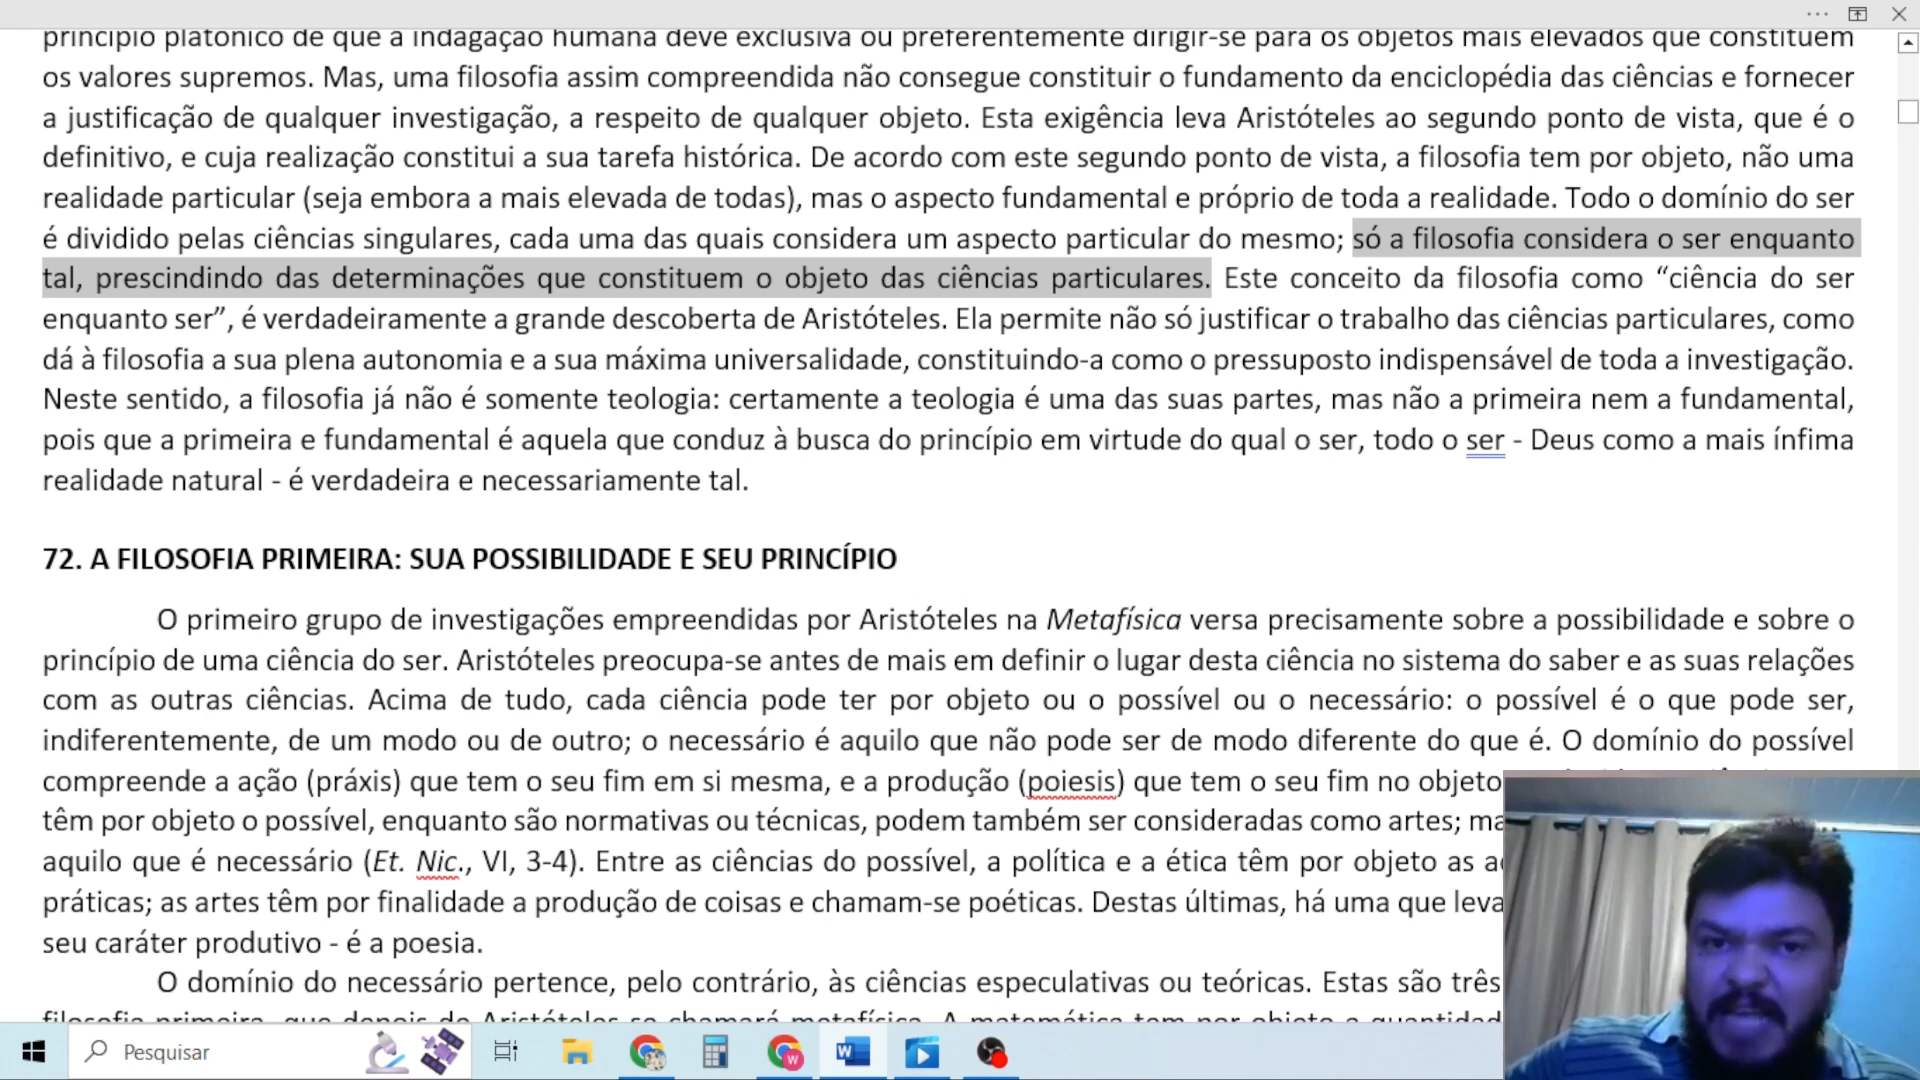 princípio platônico de que a indagação humana deve exclusiva ou preferentemente dirigir-se para os objetos mais elevados que constituem
os valores supremos. Mas, uma filosofia assim compreendida não consegue constituir o fundamento da enciclopédia das ciências e fornecer
a justificação de qualquer investigação, a respeito de qualquer objeto. Esta exigência leva Aristóteles ao segundo ponto de vista, que é o
definitivo, e cuja realização constitui a sua tarefa histórica. De acordo com este segundo ponto de vista, a filosofia tem por objeto, não uma
realidade particular (seja embora a mais elevada de todas), mas o aspecto fundamental e próprio de toda a realidade. Todo o domínio do ser
é dividido pelas ciências singulares, cada uma das quais considera um aspecto particular do mesmo; só a filosofia considera o ser enquanto
tal, prescindindo das determinações que constituem o objeto das ciências particulares. Este conceito da filosofia como “ciência do ser
enquanto ser”, é verdadeiramente a grande descoberta de Aristóteles. Ela permite não só justificar o trabalho das ciências particulares, como
dá à filosofia a sua plena autonomia e a sua máxima universalidade, constituindo-a como o pressuposto indispensável de toda a investigação.
Neste sentido, a filosofia já não é somente teologia: certamente a teologia é uma das suas partes, mas não a primeira nem a fundamental,
pois que a primeira e fundamental é aquela que conduz à busca do princípio em virtude do qual o ser, todo o ser - Deus como a mais ínfima
realidade natural - é verdadeira e necessariamente tal.
72. A FILOSOFIA PRIMEIRA: SUA POSSIBILIDADE E SEU PRINCÍPIO
O primeiro grupo de investigações empreendidas por Aristóteles na Metafísica versa precisamente sobre a possibilidade e sobre o
princípio de uma ciência do ser. Aristóteles preocupa-se antes de mais em definir o lugar desta ciência no sistema do saber e as suas relações
com as outras ciências. Acima de tudo, cada ciência pode ter por objeto ou o possível ou o necessário: o possível é o que pode ser,
indiferentemente, de um modo ou de outro; o necessário é aquilo que não pode ser de modo diferente do que é. O domínio do possível
compreende a ação (práxis) que tem o seu fim em si mesma, e a produção (poiesis) que tem o seu fim no objeto
têm por objeto o possível, enquanto são normativas ou técnicas, podem também ser consideradas como artes;
aquilo que é necessário (Et. Nic., VI, 3-4). Entre as ciências do possível, a política e a ética têm por objeto as
práticas; as artes têm por finalidade a produção de coisas e chamam-se poéticas. Destas últimas, há uma que leva
seu caráter produtivo - é a poesia.
O domínio do necessário pertence, pelo contrário, às ciências especulativas ou teóricas. Estas são três
filosofia primeira, que depois de Aristóteles se chamará metafísica. A matemática tem por objeto a
Pesquisar